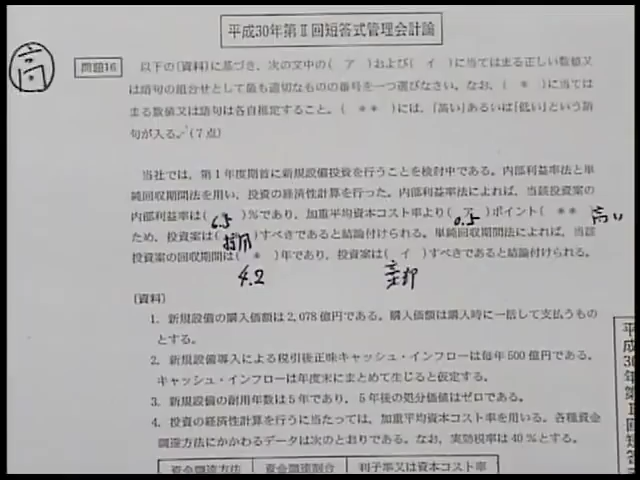 平成30年第Ⅱ回短答式管理会計論
高
問題16 以下の〔資料〕に基づき、次の文中の( ア )および( イ )に当てはまる正しい数値又
は語句の組合せとして最も適切なものの番号を一つ選びなさい。なお、( * )に当ては
まる数値又は語句は各自推定すること。( ** )には、「高い」あるいは「低い」という語
句が入る。(7点)
当社では、第1年度期首に新規設備投資を行うことを検討中である。内部利益率法と単
純回収期間法を用い、投資の経済性計算を行った。内部利益率法によれば、当該投資案の
内部利益率は( 6.5 )%であり、加重平均資本コスト率より( ア 0.5 )ポイント( ** 高い
ため、投資案は( 採用 )すべきであると結論付けられる。単純回収期間法によれば、当該
投資案の回収期間は( * )年であり、投資案は( イ )すべきであると結論付けられる。
4.2 棄却
〔資料〕
1. 新規設備の購入価額は2,078億円である。購入価額は購入時に一括して支払うもの
とする。
2. 新規設備導入による税引後正味キャッシュ・インフローは毎年500億円である。
キャッシュ・インフローは年度末にまとめて生じると仮定する。
3. 新規設備の耐用年数は5年であり、5年後の処分価値はゼロである。
4. 投資の経済性計算を行うに当たっては、加重平均資本コスト率を用いる。各種資金
調達方法にかかわるデータは次のとおりである。なお、実効税率は40%とする。
資金調達方法 資金調達割合 利子率又は資本コスト率
平成30年第Ⅱ回短答